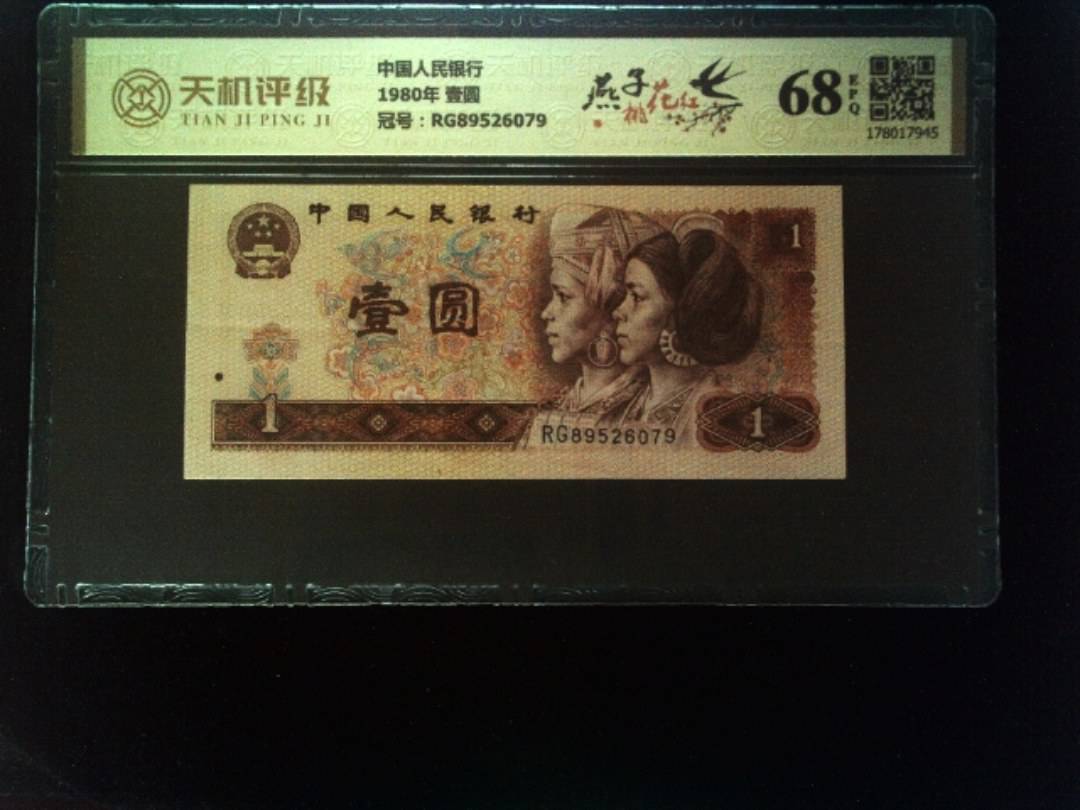 天机评级
TIAN JI PING JI
中国人民银行
1980年 壹圆
冠号：RG89526079
燕子
桃花红
68
EPQ
178017945
中国人民银行
1
壹圆
1
RG89526079
1